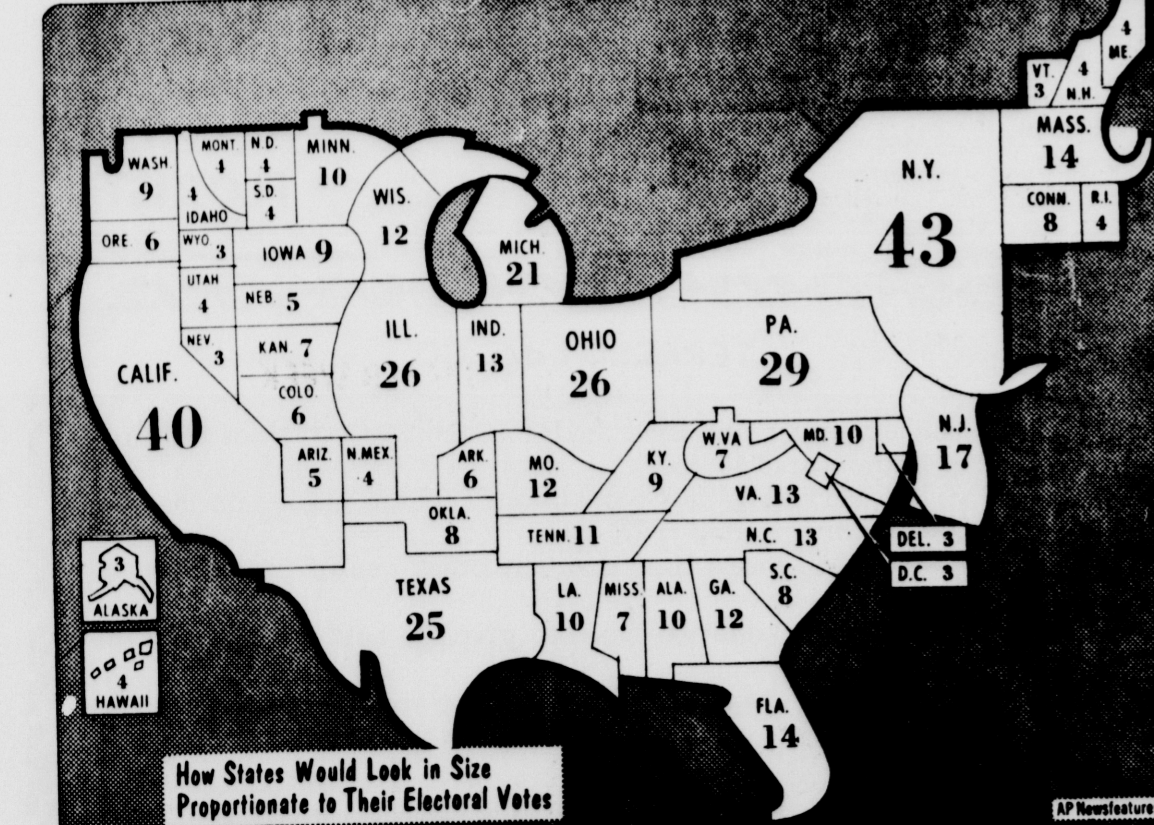 4
ME.
VT.
3
4
N.H.
MASS.
14
CONN.
8
R.I.
4
N.Y.
43
WASH.
9
MONT.
4
4
IDAHO
N.D.
4
S.D.
4
MINN.
10
WIS.
12
MICH.
21
ORE. 6
WYO.
3
IOWA 9
UTAH
4
NEB. 5
NEV.
3
KAN. 7
COLO.
6
ILL.
26
IND.
13
OHIO
26
PA.
29
CALIF.
40
ARIZ.
5
N.MEX.
4
ARK.
6
MO.
12
KY.
9
W.VA
7
MD. 10
N.J.
17
VA. 13
OKLA.
8
TENN. 11
N.C. 13
DEL. 3
D.C. 3
3
ALASKA
TEXAS
25
LA.
10
MISS.
7
ALA.
10
GA.
12
S.C.
8
4
HAWAII
FLA.
14
How States Would Look in Size
Proportionate to Their Electoral Votes
AP Newsfeature